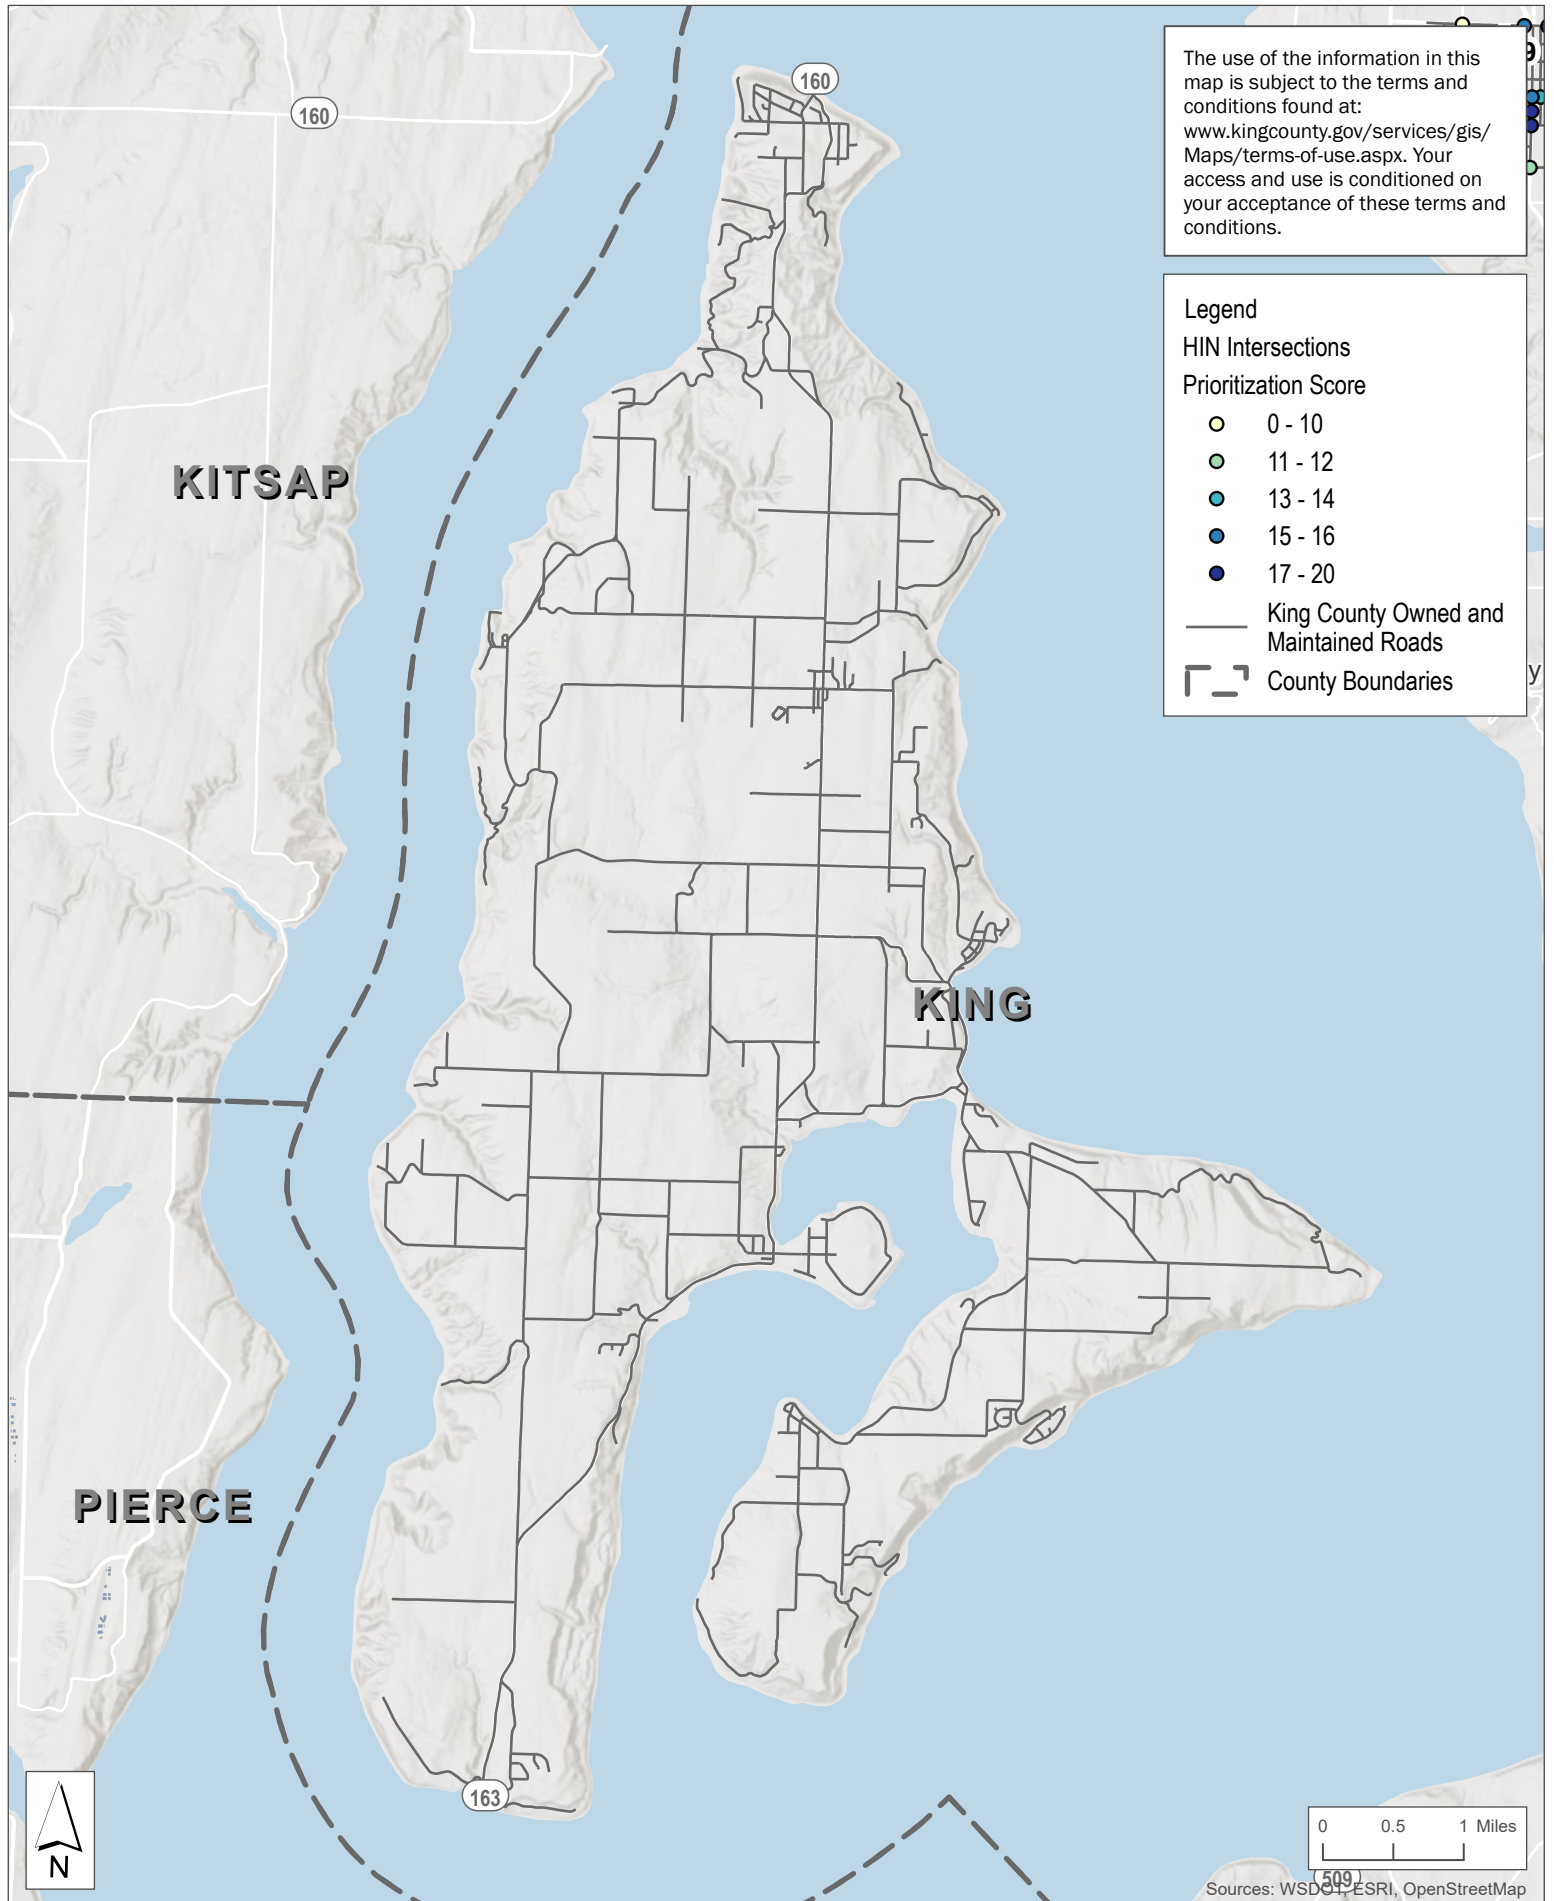 160
160
9
The use of the information in this
map is subject to the terms and
conditions found at:
www.kingcounty.gov/services/gis/
Maps/terms-of-use.aspx. Your
access and use is conditioned on
your acceptance of these terms and
conditions.
Legend
HIN Intersections
Prioritization Score
0 - 10
11 - 12
13 - 14
15 - 16
17 - 20
King County Owned and
Maintained Roads
County Boundaries
y
KITSAP
KING
PIERCE
163
N
0 0.5 1 Miles
509
Sources: WSDOT, ESRI, OpenStreetMap